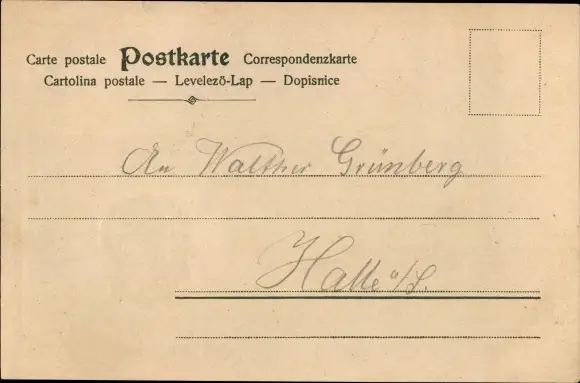 Carte postale Postkarte Correspondenzkarte
Cartolina postale — Levelező-Lap — Dopisnice
An Walther Grünberg
Halle a/S.